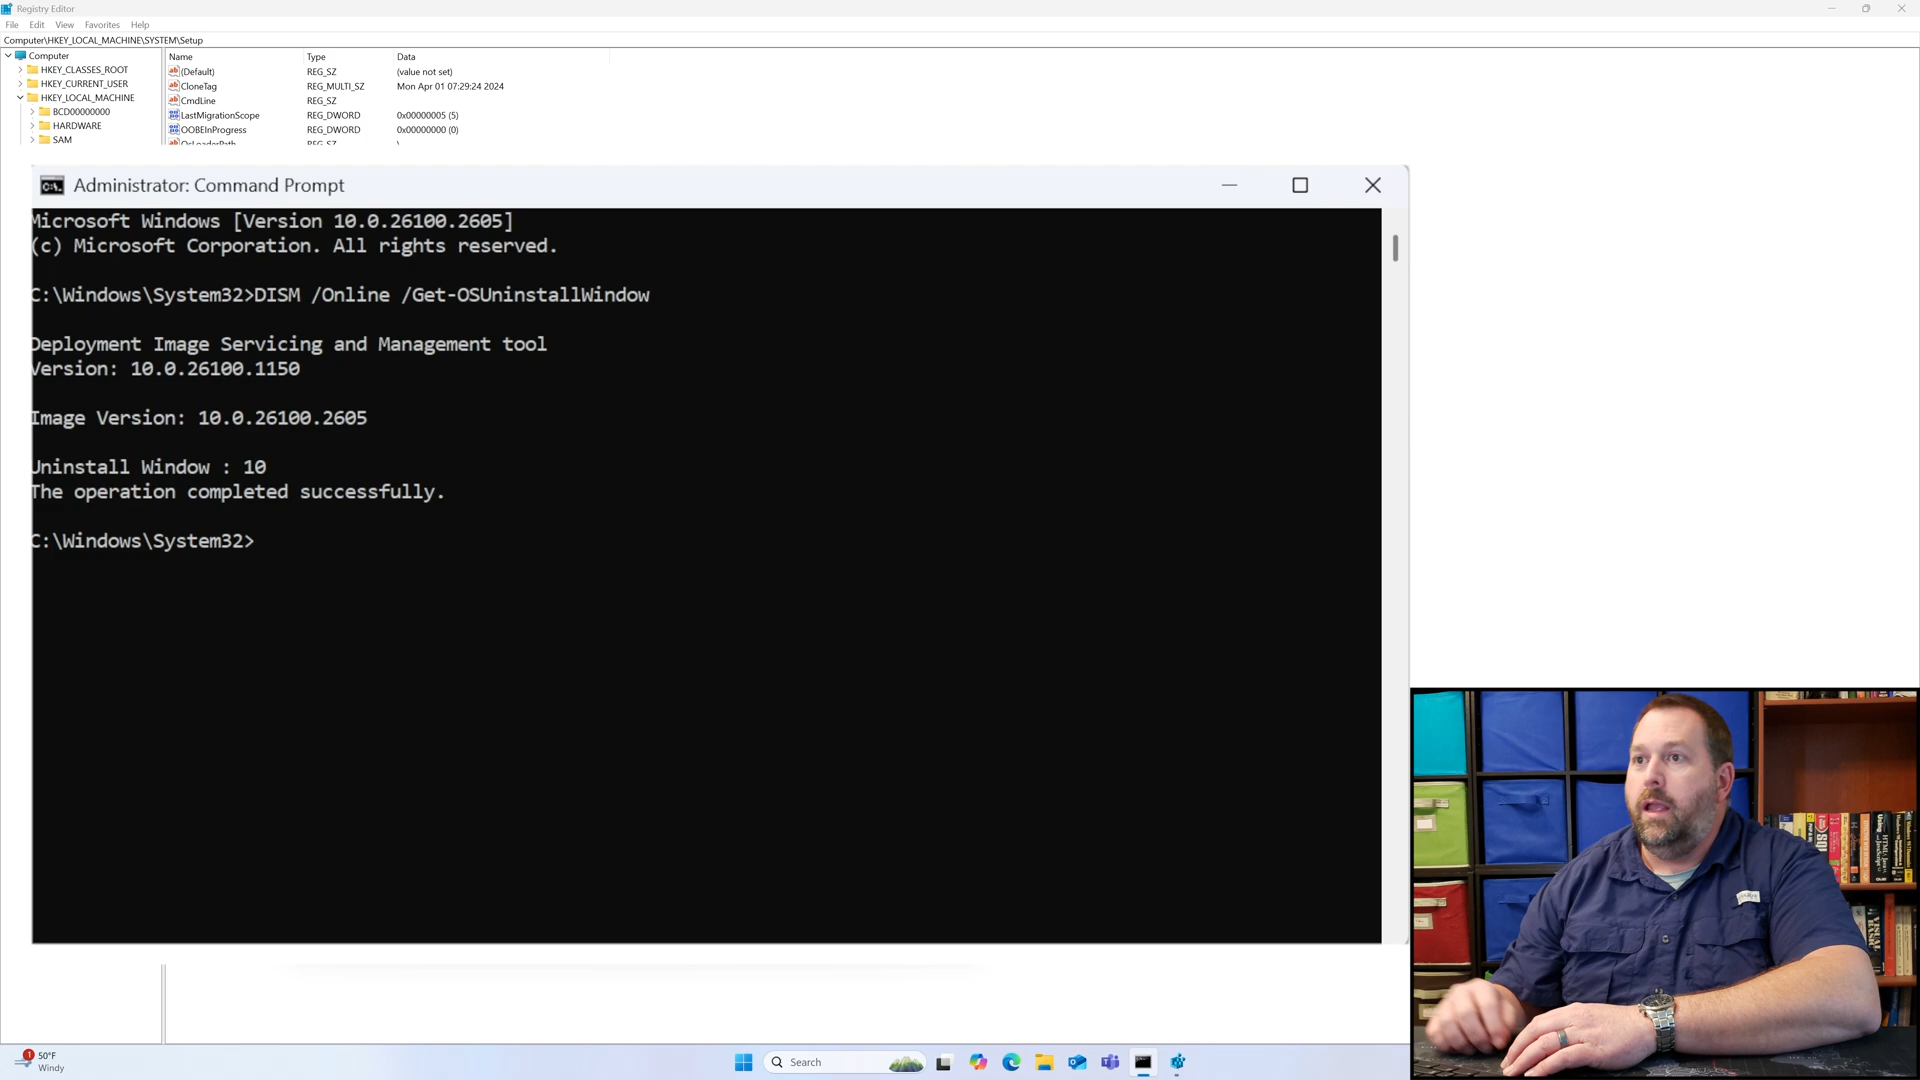 Registry Editor
File Edit View Favorites Help
Computer\HKEY_LOCAL_MACHINE\SYSTEM\Setup
Computer
HKEY_CLASSES_ROOT
HKEY_CURRENT_USER
HKEY_LOCAL_MACHINE
BCD00000000
HARDWARE
SAM
Name Type Data
(Default) REG_SZ (value not set)
CloneTag REG_MULTI_SZ Mon Apr 01 07:29:24 2024
CmdLine REG_SZ
LastMigrationScope REG_DWORD 0x00000005 (5)
OOBEInProgress REG_DWORD 0x00000000 (0)
OsLoaderPath REG_SZ \
Administrator: Command Prompt
Microsoft Windows [Version 10.0.26100.2605]
(c) Microsoft Corporation. All rights reserved.
C:\Windows\System32>DISM /Online /Get-OSUninstallWindow
Deployment Image Servicing and Management tool
Version: 10.0.26100.1150
Image Version: 10.0.26100.2605
Uninstall Window : 10
The operation completed successfully.
C:\Windows\System32>
1
50°F
Windy
Search
VISUAL BASIC